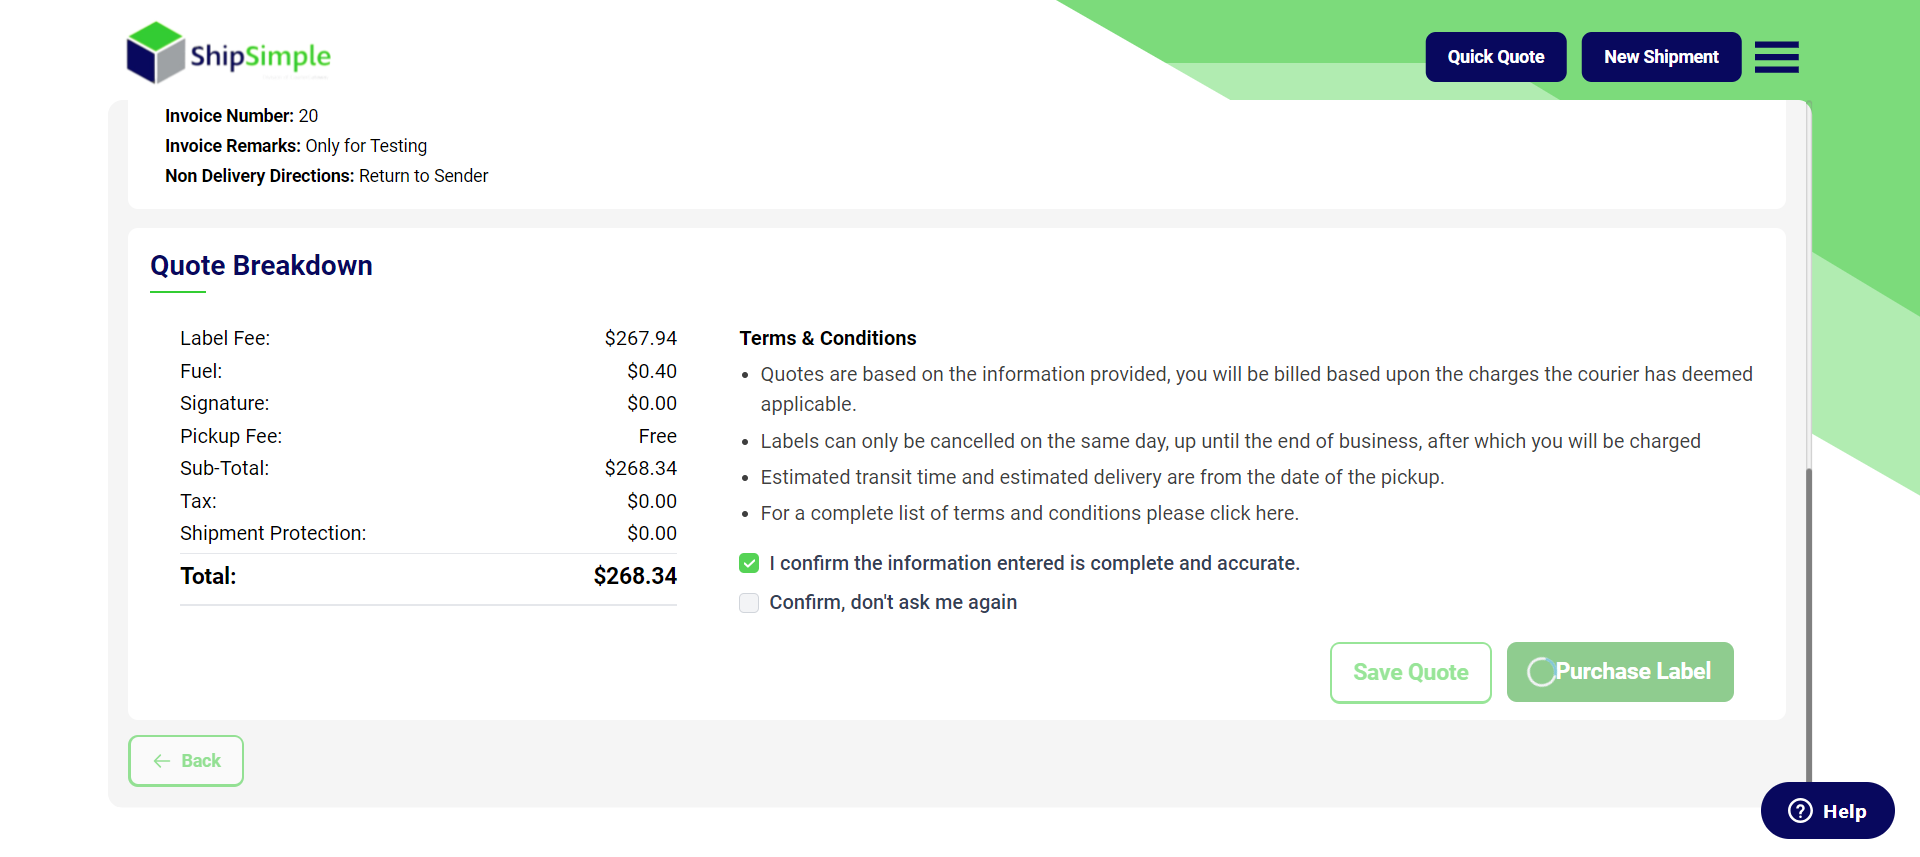 ShipSimple
Quick Quote
New Shipment
Invoice Number: 20
Invoice Remarks: Only for Testing
Non Delivery Directions: Return to Sender
Quote Breakdown
Label Fee: $267.94
Fuel: $0.40
Signature: $0.00
Pickup Fee: Free
Sub-Total: $268.34
Tax: $0.00
Shipment Protection: $0.00
Total: $268.34
Terms & Conditions
• Quotes are based on the information provided, you will be billed based upon the charges the courier has deemed
applicable.
• Labels can only be cancelled on the same day, up until the end of business, after which you will be charged
• Estimated transit time and estimated delivery are from the date of the pickup.
• For a complete list of terms and conditions please click here.
I confirm the information entered is complete and accurate.
Confirm, don't ask me again
Save Quote
Purchase Label
Back
Help